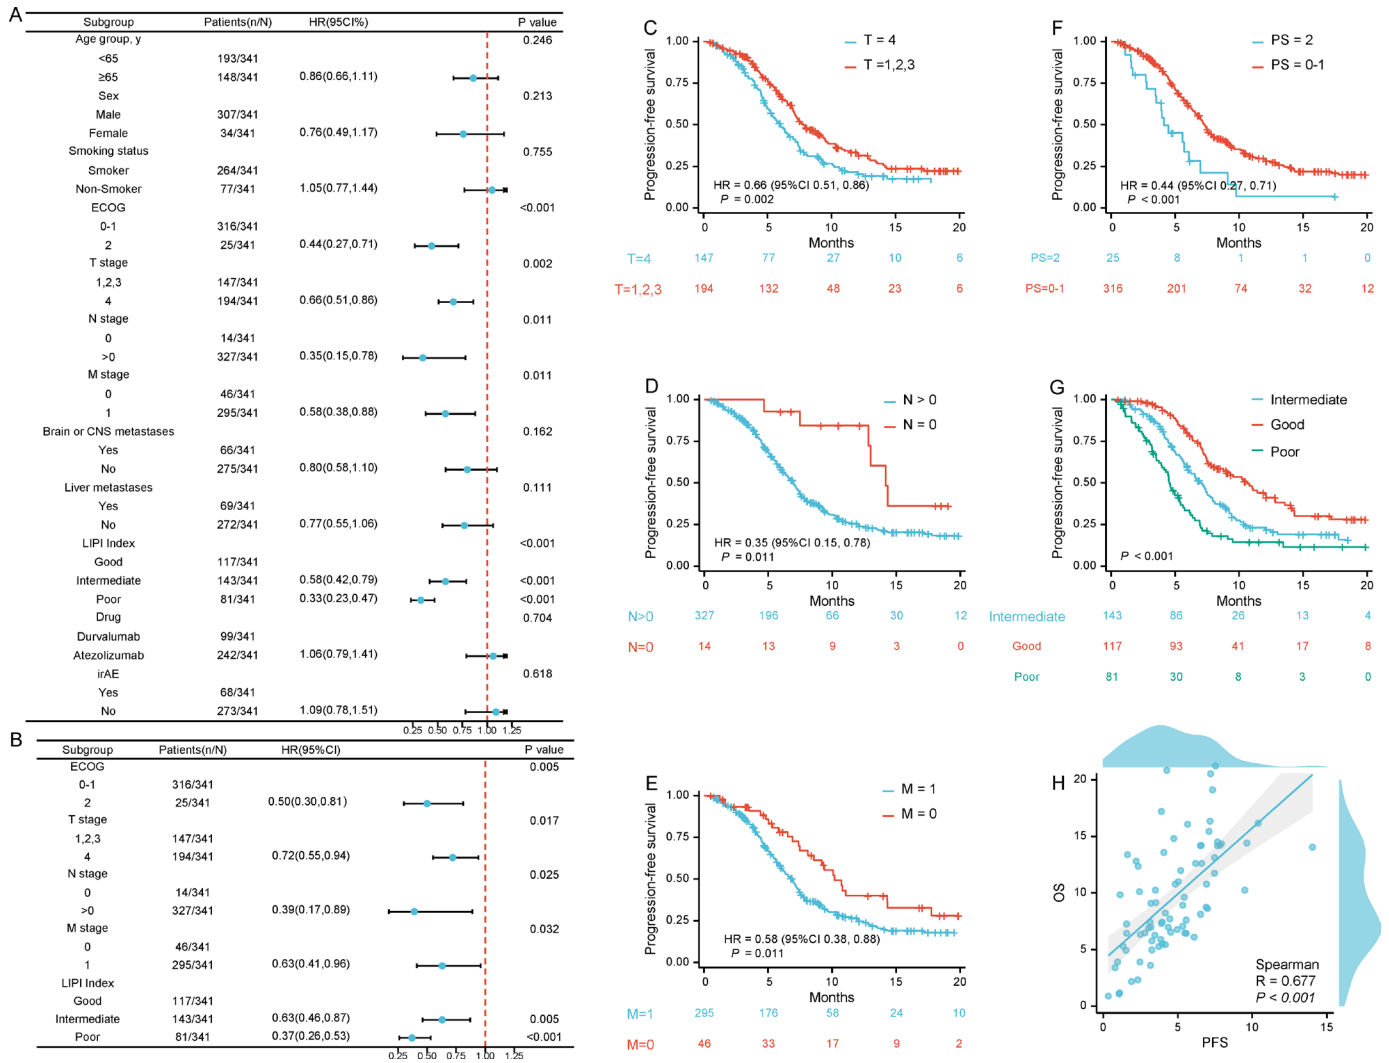 A
Subgroup Patients(n/N) HR(95CI%) P value
Age group, y 0.246
<65 193/341
≥65 148/341 0.86(0.66,1.11)
Sex 0.213
Male 307/341
Female 34/341 0.76(0.49,1.17)
Smoking status 0.755
Smoker 264/341
Non-Smoker 77/341 1.05(0.77,1.44)
ECOG <0.001
0-1 316/341
2 25/341 0.44(0.27,0.71)
T stage 0.002
1,2,3 147/341
4 194/341 0.66(0.51,0.86)
N stage 0.011
0 14/341
>0 327/341 0.35(0.15,0.78)
M stage 0.011
0 46/341
1 295/341 0.58(0.38,0.88)
Brain or CNS metastases 0.162
Yes 66/341
No 275/341 0.80(0.58,1.10)
Liver metastases 0.111
Yes 69/341
No 272/341 0.77(0.55,1.06)
LIPI Index <0.001
Good 117/341
Intermediate 143/341 0.58(0.42,0.79) <0.001
Poor 81/341 0.33(0.23,0.47) <0.001
Drug 0.704
Durvalumab 99/341
Atezolizumab 242/341 1.06(0.79,1.41)
irAE 0.618
Yes 68/341
No 273/341 1.09(0.78,1.51)
0.25 0.50 0.75 1.00 1.25
B
Subgroup Patients(n/N) HR(95%CI) P value
ECOG 0.005
0-1 316/341
2 25/341 0.50(0.30,0.81)
T stage 0.017
1,2,3 147/341
4 194/341 0.72(0.55,0.94)
N stage 0.025
0 14/341
>0 327/341 0.39(0.17,0.89)
M stage 0.032
0 46/341
1 295/341 0.63(0.41,0.96)
LIPI Index
Good 117/341
Intermediate 143/341 0.63(0.46,0.87) 0.005
Poor 81/341 0.37(0.26,0.53) <0.001
0.25 0.50 0.75 1.00 1.25
C
Progression-free survival
1.00
0.75
0.50
0.25
0.00
T = 4
T =1,2,3
HR = 0.66 (95%CI 0.51, 0.86)
P = 0.002
0 5 10 15 20
Months
T=4 147 77 27 10 6
T=1,2,3 194 132 48 23 6
D
Progression-free survival
1.00
0.75
0.50
0.25
0.00
N > 0
N = 0
HR = 0.35 (95%CI 0.15, 0.78)
P = 0.011
0 5 10 15 20
Months
N>0 327 196 66 30 12
N=0 14 13 9 3 0
E
Progression-free survival
1.00
0.75
0.50
0.25
0.00
M = 1
M = 0
HR = 0.58 (95%CI 0.38, 0.88)
P = 0.011
0 5 10 15 20
Months
M=1 295 176 58 24 10
M=0 46 33 17 9 2
F
Progression-free survival
1.00
0.75
0.50
0.25
0.00
PS = 2
PS = 0-1
HR = 0.44 (95%CI 0.27, 0.71)
P < 0.001
0 5 10 15 20
Months
PS=2 25 8 1 1 0
PS=0-1 316 201 74 32 12
G
Progression-free survival
1.00
0.75
0.50
0.25
0.00
Intermediate
Good
Poor
P < 0.001
0 5 10 15 20
Months
Intermediate 143 86 26 13 4
Good 117 93 41 17 8
Poor 81 30 8 3 0
H
OS
20
15
10
5
0
Spearman
R = 0.677
P < 0.001
0 5 10 15
PFS